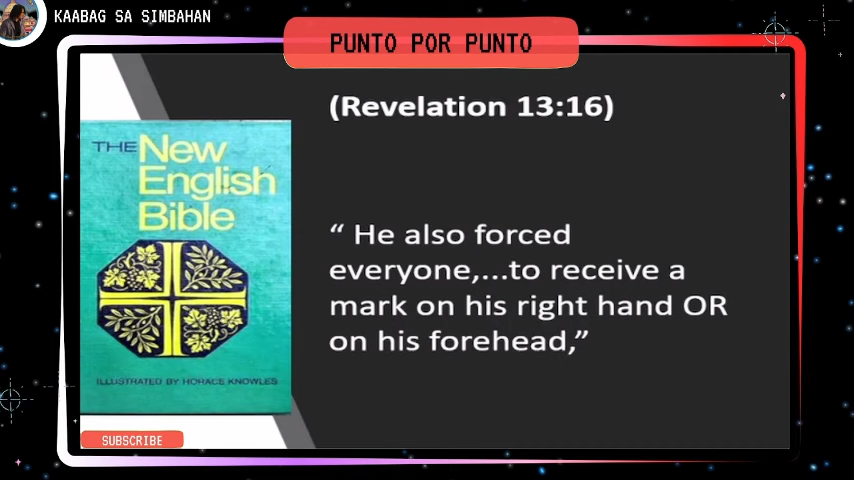 KAABAG SA SIMBAHAN
PUNTO POR PUNTO
(Revelation 13:16)
THE New
English
Bible
ILLUSTRATED BY HORACE KNOWLES
“ He also forced
everyone,...to receive a
mark on his right hand OR
on his forehead,”
SUBSCRIBE